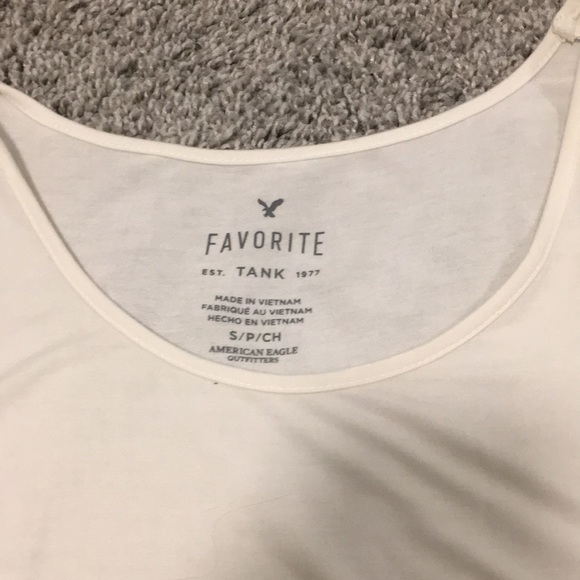 FAVORITE
EST. TANK 1977
MADE IN VIETNAM
FABRIQUÉ AU VIETNAM
HECHO EN VIETNAM
S/P/CH
AMERICAN EAGLE
OUTFITTERS